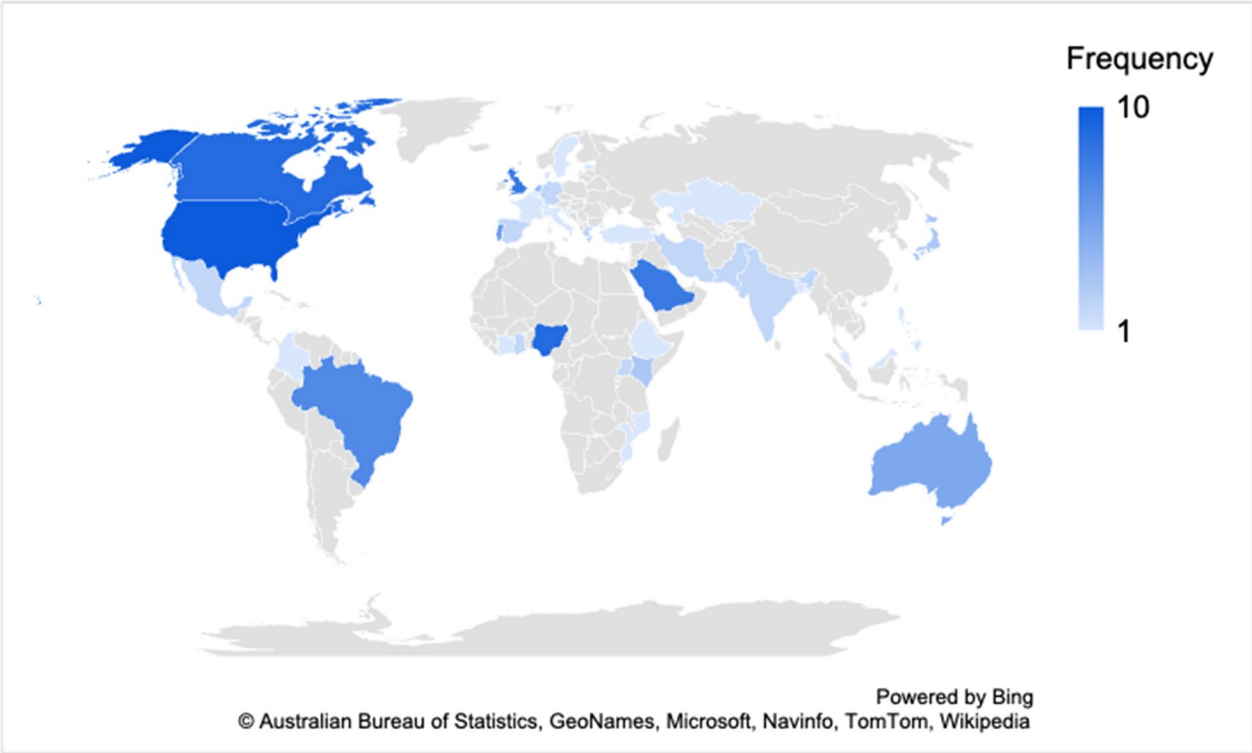 Frequency
10
1
Powered by Bing
© Australian Bureau of Statistics, GeoNames, Microsoft, Navinfo, TomTom, Wikipedia